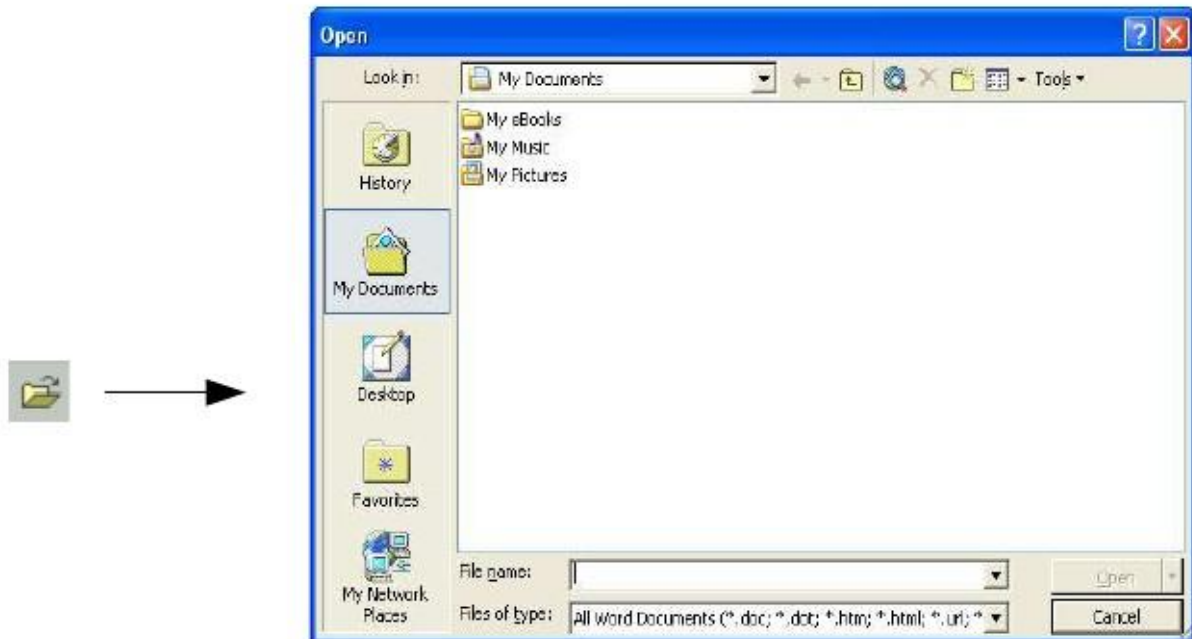 Open
Look in: My Documents Tools
My eBooks
My Music
My Pictures
History
My Documents
Desktop
Favorites
My Network
Places
File name: Open
Files of type: All Word Documents (*.doc; *.dot; *.htm; *.html; *.url; * Cancel